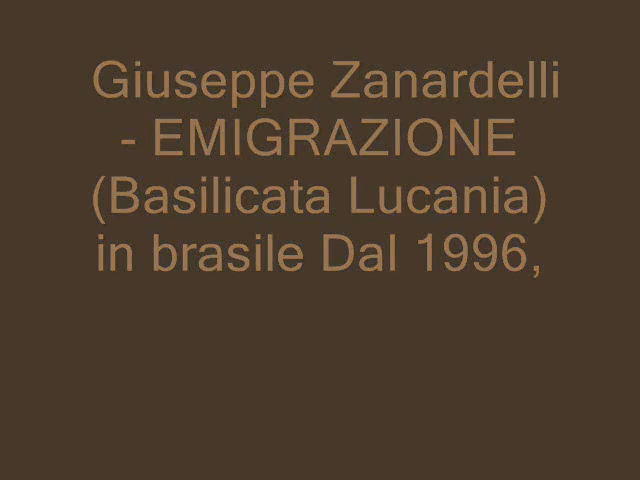 Giuseppe Zanardelli
- EMIGRAZIONE
(Basilicata Lucania)
in brasile Dal 1996,